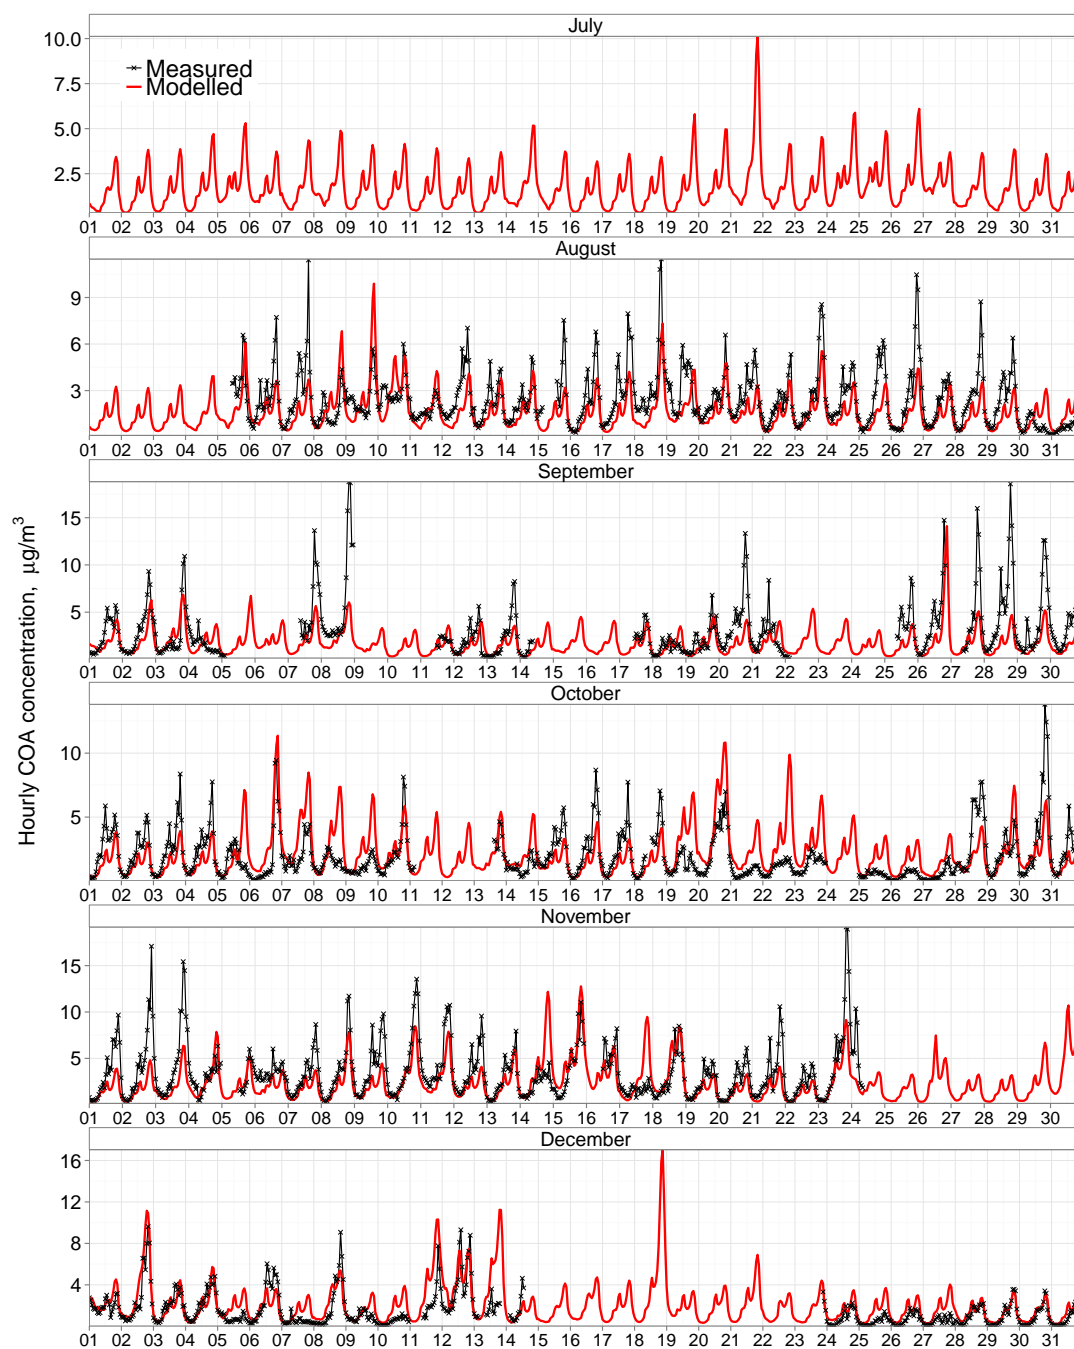 July
10.0
7.5
5.0
2.5
Measured
Modelled
01 02 03 04 05 06 07 08 09 10 11 12 13 14 15 16 17 18 19 20 21 22 23 24 25 26 27 28 29 30 31
August
9
6
3
01 02 03 04 05 06 07 08 09 10 11 12 13 14 15 16 17 18 19 20 21 22 23 24 25 26 27 28 29 30 31
September
15
10
5
01 02 03 04 05 06 07 08 09 10 11 12 13 14 15 16 17 18 19 20 21 22 23 24 25 26 27 28 29 30
Hourly COA concentration, µg/m³
October
10
5
01 02 03 04 05 06 07 08 09 10 11 12 13 14 15 16 17 18 19 20 21 22 23 24 25 26 27 28 29 30 31
November
15
10
5
01 02 03 04 05 06 07 08 09 10 11 12 13 14 15 16 17 18 19 20 21 22 23 24 25 26 27 28 29 30
December
16
12
8
4
01 02 03 04 05 06 07 08 09 10 11 12 13 14 15 16 17 18 19 20 21 22 23 24 25 26 27 28 29 30 31